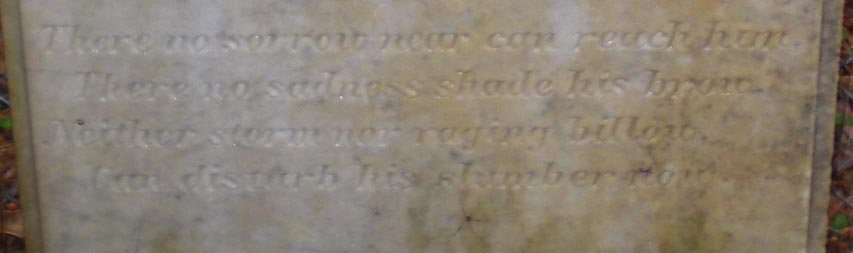 There no sorrow near can reach him,
There no sadness shade his brow.
Neither storm nor raging billow,
Can disturb his slumber now.